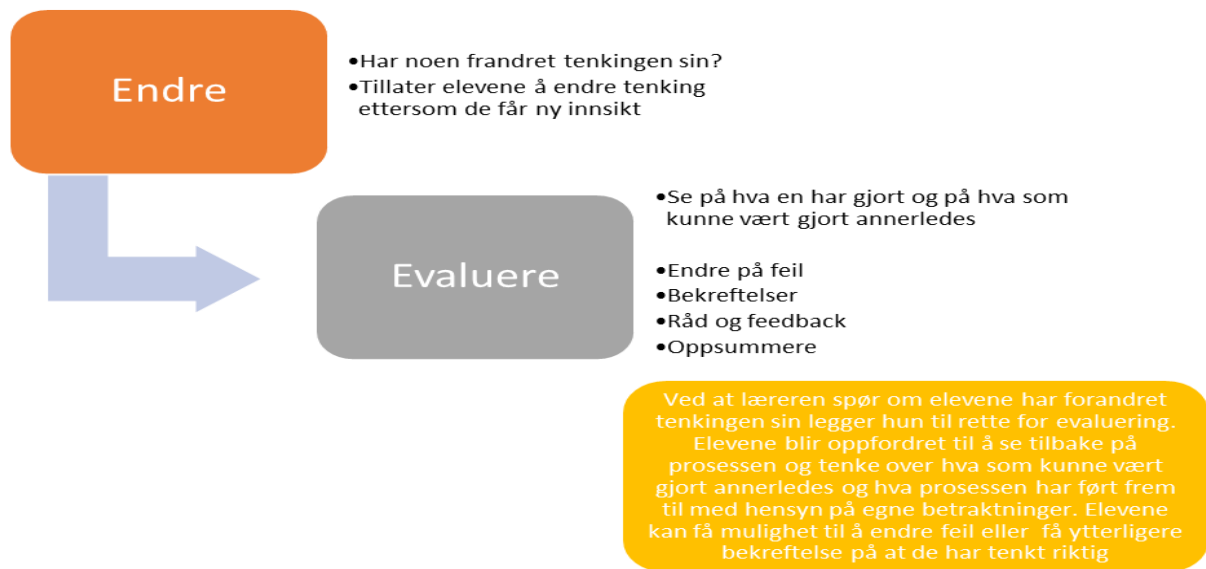 Endre
•Har noen frandret tenkingen sin?
•Tillater elevene å endre tenking
ettersom de får ny innsikt
Evaluere
•Se på hva en har gjort og på hva som
kunne vært gjort annerledes
•Endre på feil
•Bekreftelser
•Råd og feedback
•Oppsummere
Ved at læreren spør om elevene har forandret
tenkingen sin legger hun til rette for evaluering.
Elevene blir oppfordret til å se tilbake på
prosessen og tenke over hva som kunne vært
gjort annerledes og hva prosessen har ført frem
til med hensyn på egne betraktninger. Elevene
kan få mulighet til å endre feil eller få ytterligere
bekreftelse på at de har tenkt riktig